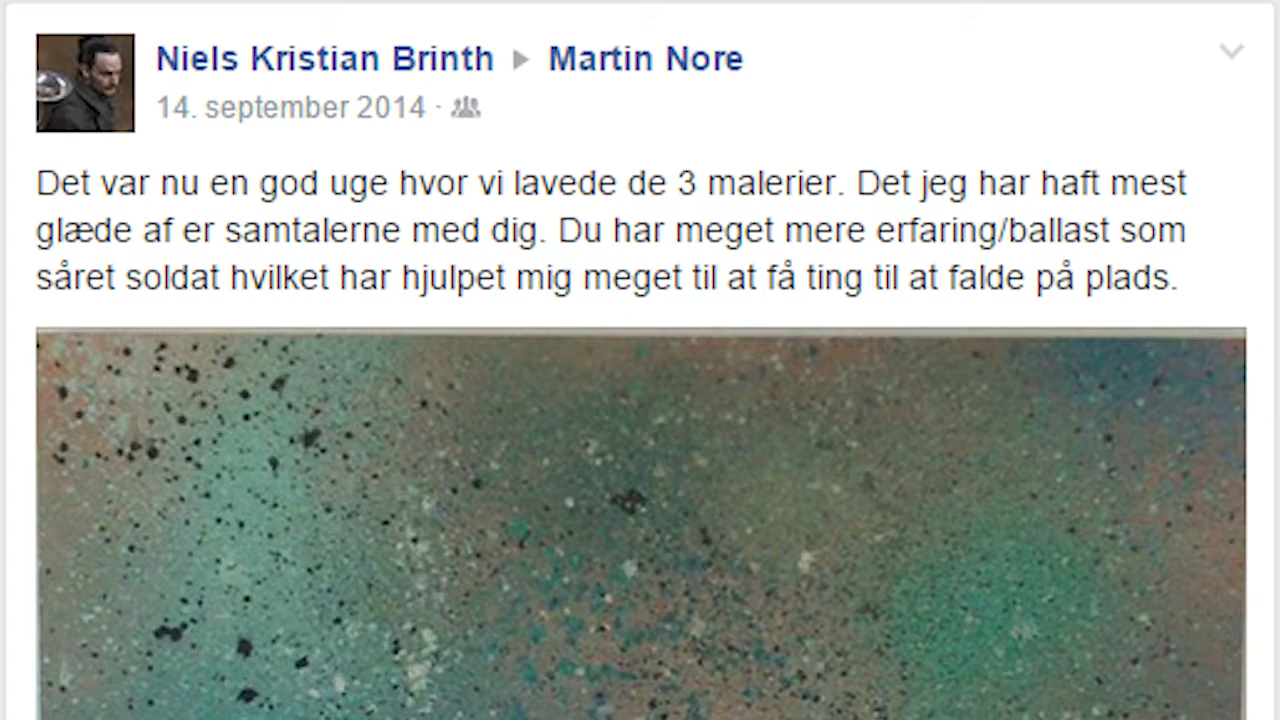 Niels Kristian Brinth ▶ Martin Nore
14. september 2014 ·
Det var nu en god uge hvor vi lavede de 3 malerier. Det jeg har haft mest
glæde af er samtalerne med dig. Du har meget mere erfaring/ballast som
såret soldat hvilket har hjulpet mig meget til at få ting til at falde på plads.